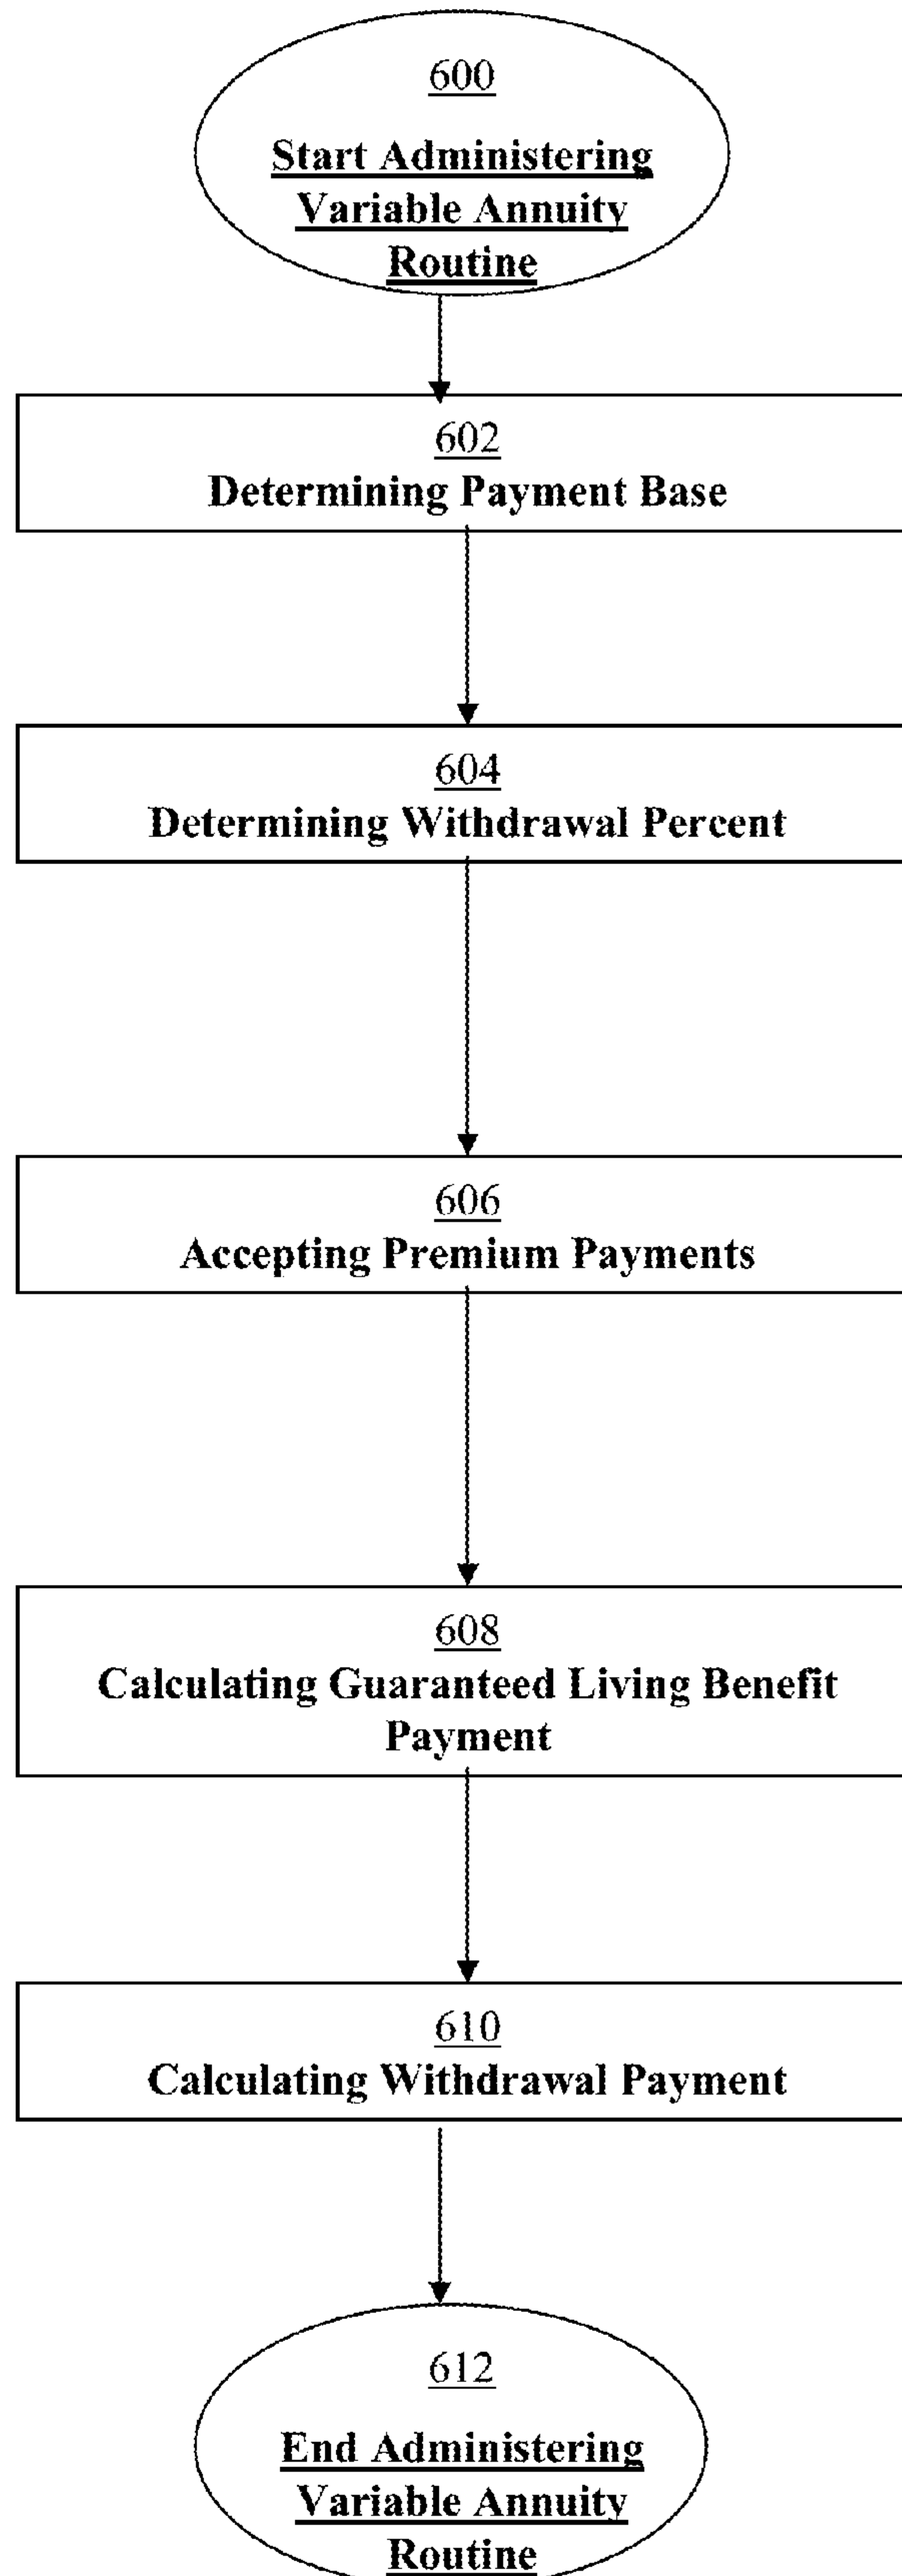 600
Start Administering
Variable Annuity
Routine
602
Determining Payment Base
604
Determining Withdrawal Percent
606
Accepting Premium Payments
608
Calculating Guaranteed Living Benefit
Payment
610
Calculating Withdrawal Payment
612
End Administering
Variable Annuity
Routine